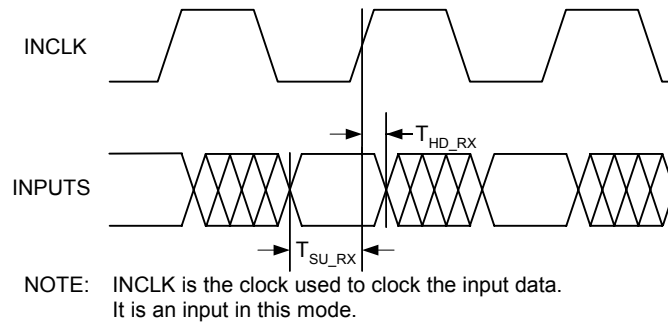 INCLK
T_HD_RX
INPUTS
T_SU_RX
NOTE: INCLK is the clock used to clock the input data.
It is an input in this mode.